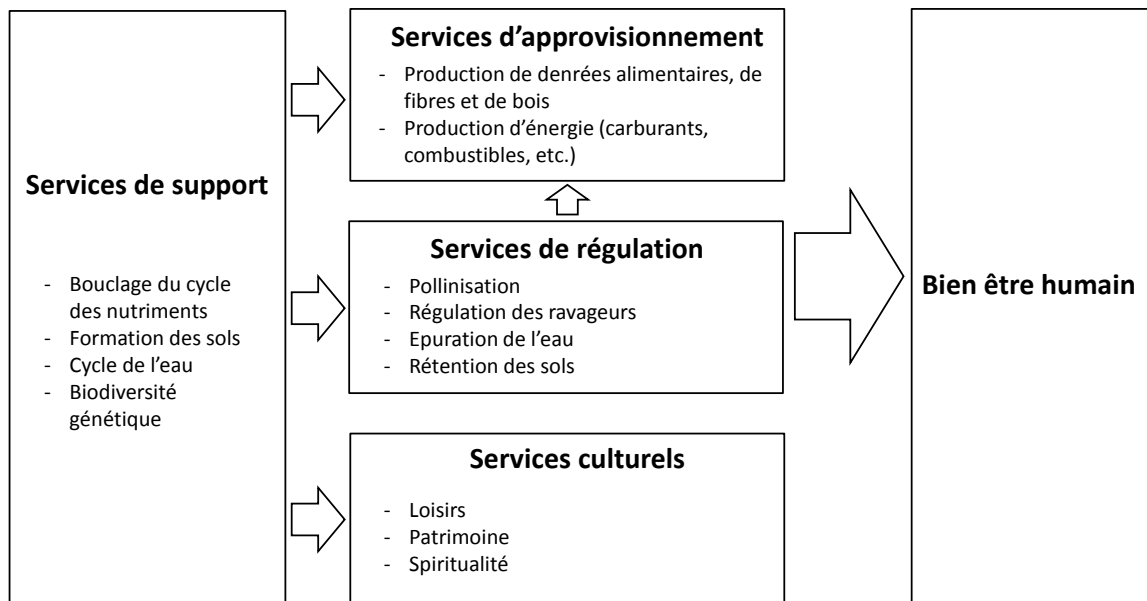 Services de support
- Bouclage du cycle
des nutriments
- Formation des sols
- Cycle de l’eau
- Biodiversité
génétique
Services d’approvisionnement
- Production de denrées alimentaires, de
fibres et de bois
- Production d’énergie (carburants,
combustibles, etc.)
Services de régulation
- Pollinisation
- Régulation des ravageurs
- Epuration de l’eau
- Rétention des sols
Services culturels
- Loisirs
- Patrimoine
- Spiritualité
Bien être humain